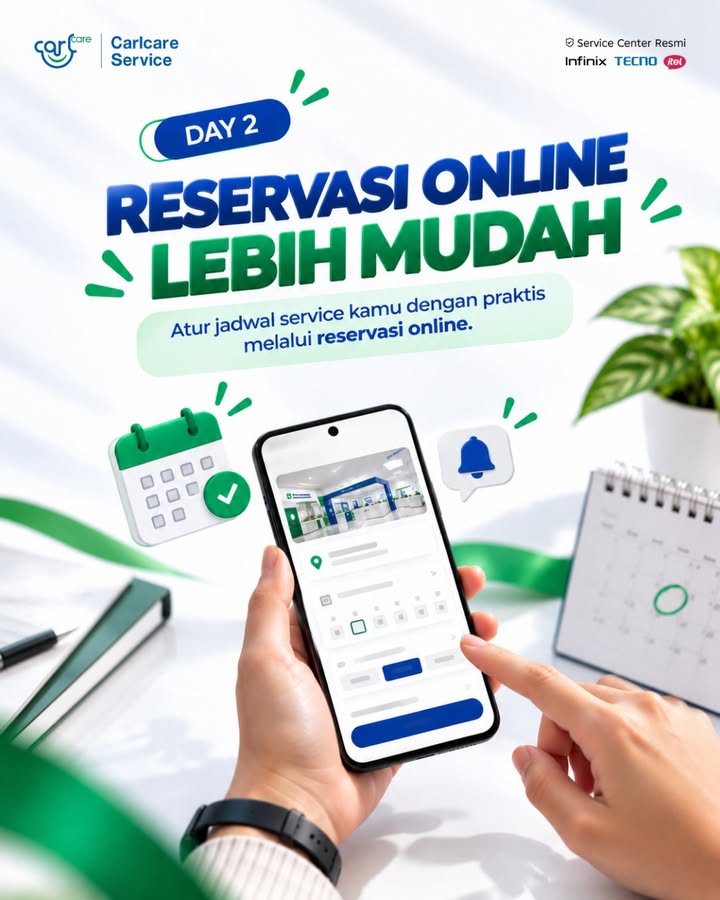 carlcare
Carlcare
Service
Service Center Resmi
Infinix TECNO itel
DAY 2
RESERVASI ONLINE
LEBIH MUDAH
Atur jadwal service kamu dengan praktis
melalui reservasi online.